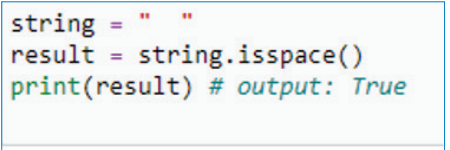 string = "  "
result = string.isspace()
print(result) # output: True